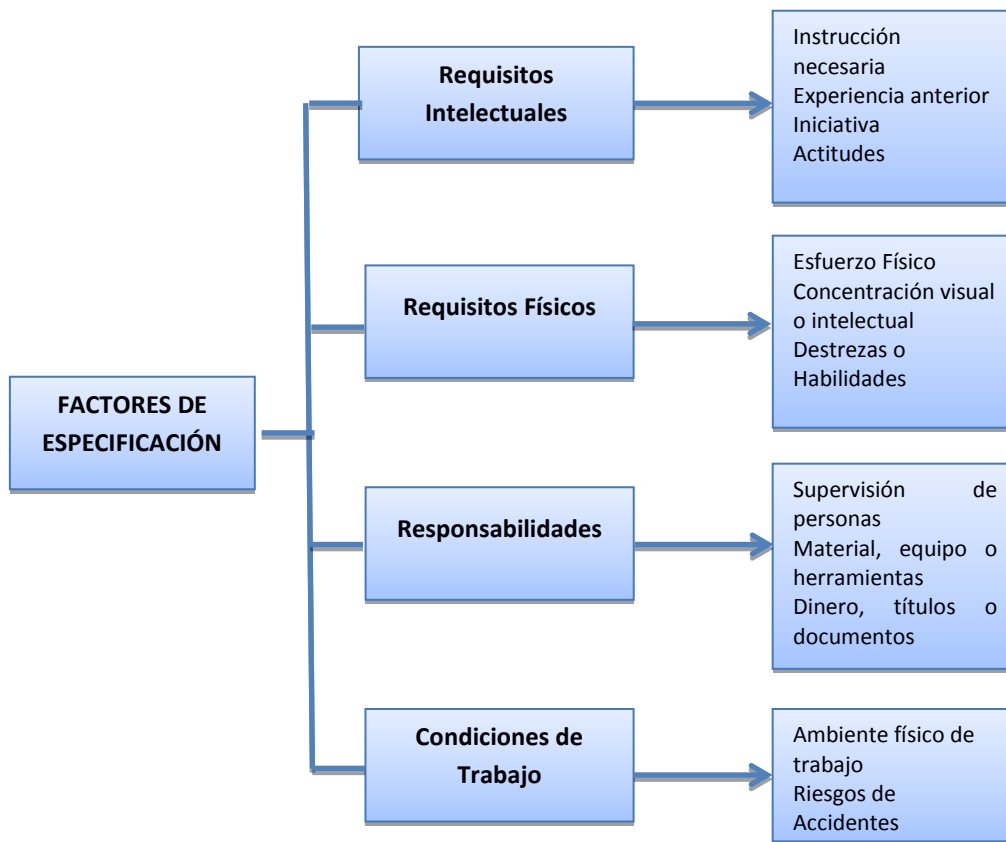 Requisitos
Intelectuales
Instrucción
necesaria
Experiencia anterior
Iniciativa
Actitudes
Requisitos Físicos
Esfuerzo Físico
Concentración visual
o intelectual
Destrezas o
Habilidades
FACTORES DE
ESPECIFICACIÓN
Responsabilidades
Supervisión de
personas
Material, equipo o
herramientas
Dinero, títulos o
documentos
Condiciones de
Trabajo
Ambiente físico de
trabajo
Riesgos de
Accidentes